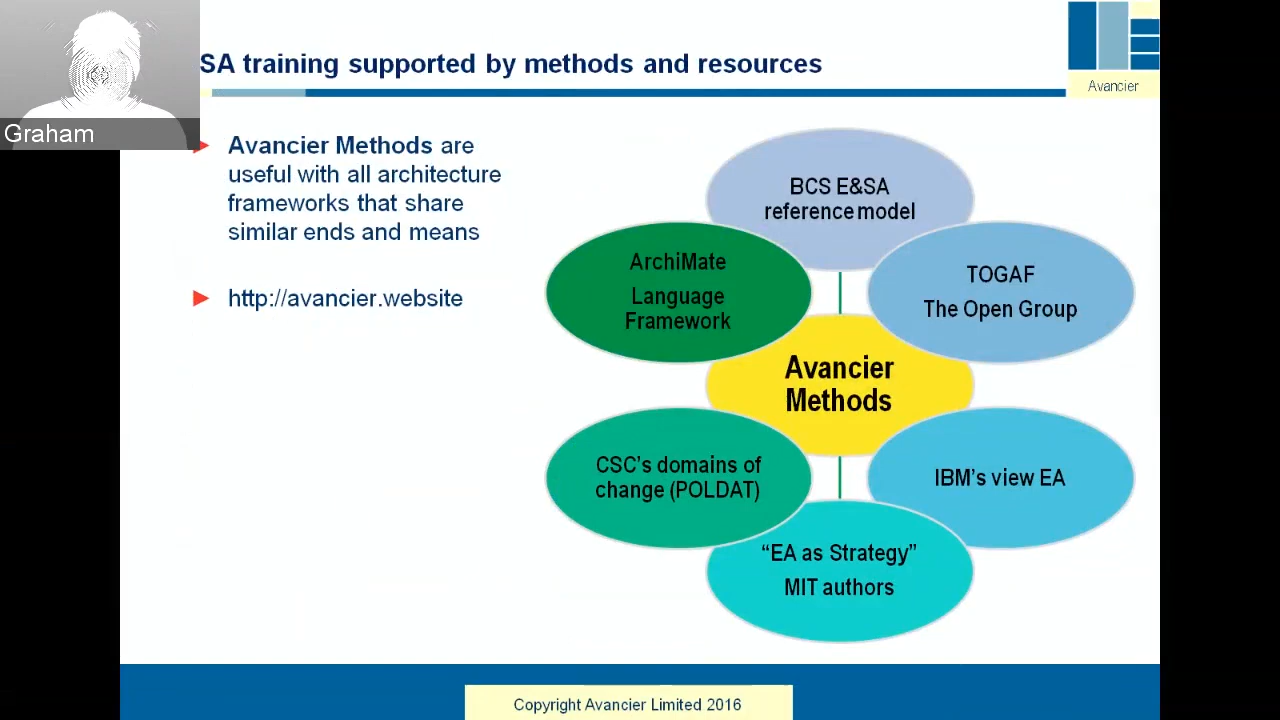 SA training supported by methods and resources
Avancier
Graham
Avancier Methods are
useful with all architecture
frameworks that share
similar ends and means
http://avancier.website
BCS E&SA
reference model
ArchiMate
Language
Framework
TOGAF
The Open Group
Avancier
Methods
CSC's domains of
change (POLDAT)
IBM's view EA
“EA as Strategy”
MIT authors
Copyright Avancier Limited 2016